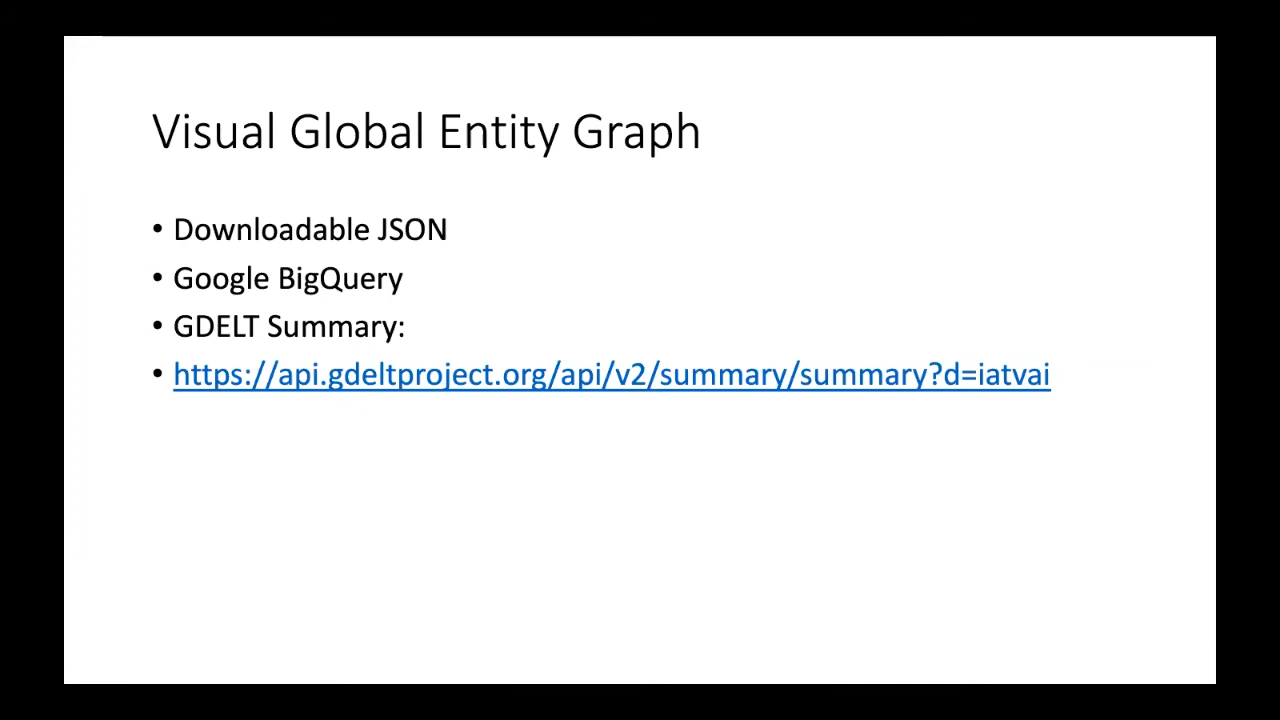 Visual Global Entity Graph
• Downloadable JSON
• Google BigQuery
• GDELT Summary:
• https://api.gdeltproject.org/api/v2/summary/summary?d=iatvai